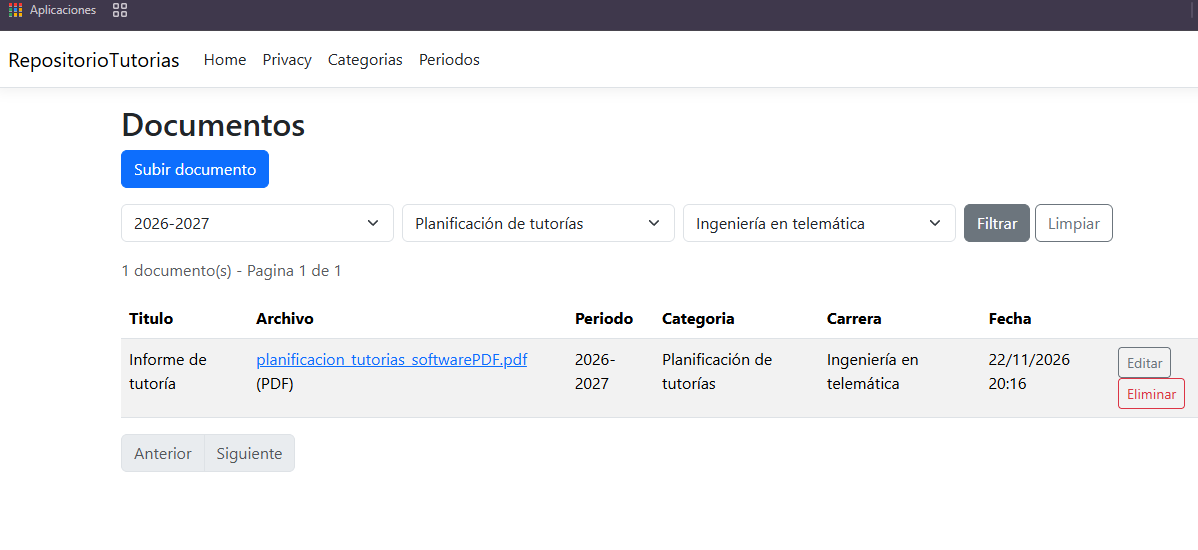 Aplicaciones
RepositorioTutorias Home Privacy Categorias Periodos
Documentos
Subir documento
2026-2027 Planificación de tutorías Ingeniería en telemática Filtrar Limpiar
1 documento(s) - Pagina 1 de 1
Titulo Archivo Periodo Categoria Carrera Fecha
Informe de planificacion_tutorias_softwarePDF.pdf 2026- Planificación de Ingeniería en 22/11/2026 Editar
tutoría (PDF) 2027 tutorías telemática 20:16 Eliminar
Anterior Siguiente